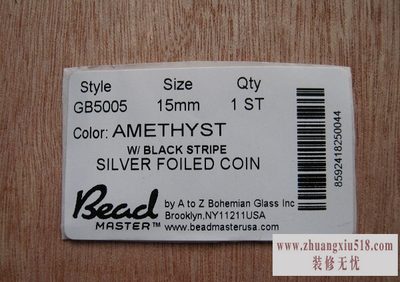 Style Size Qty
GB5005 15mm 1 ST
Color: AMETHYST
W/ BLACK STRIPE
SILVER FOILED COIN
8592418250044
Bead
MASTER™
by A to Z Bohemian Glass Inc
Brooklyn.NY11211USA
www.beadmasterusa.com
www.zhuangxiu518.com
装修无忧